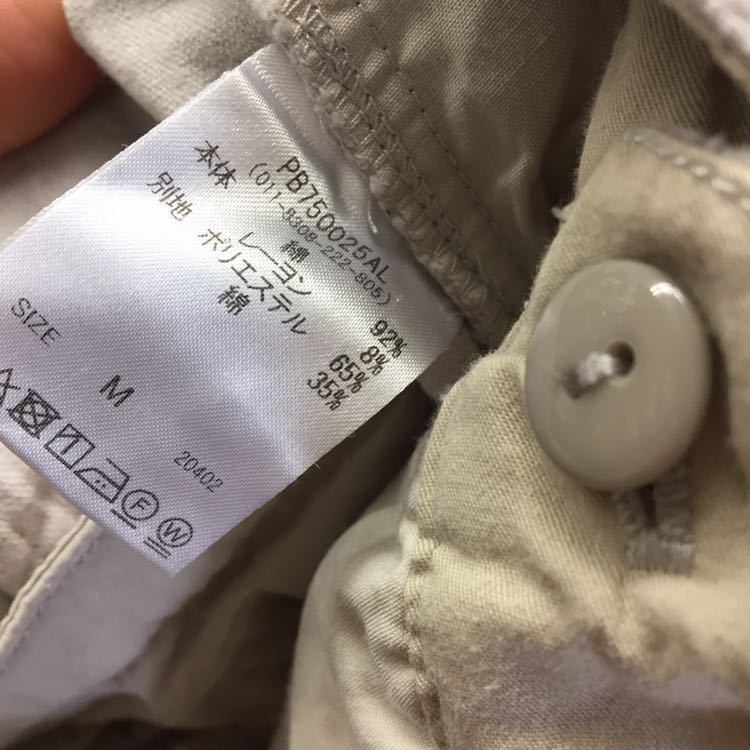 PB750025AL
(011-8308-222-805)
本体 綿 92%
レーヨン 8%
別地 ポリエステル 65%
綿 35%
SIZE M
20402
F W